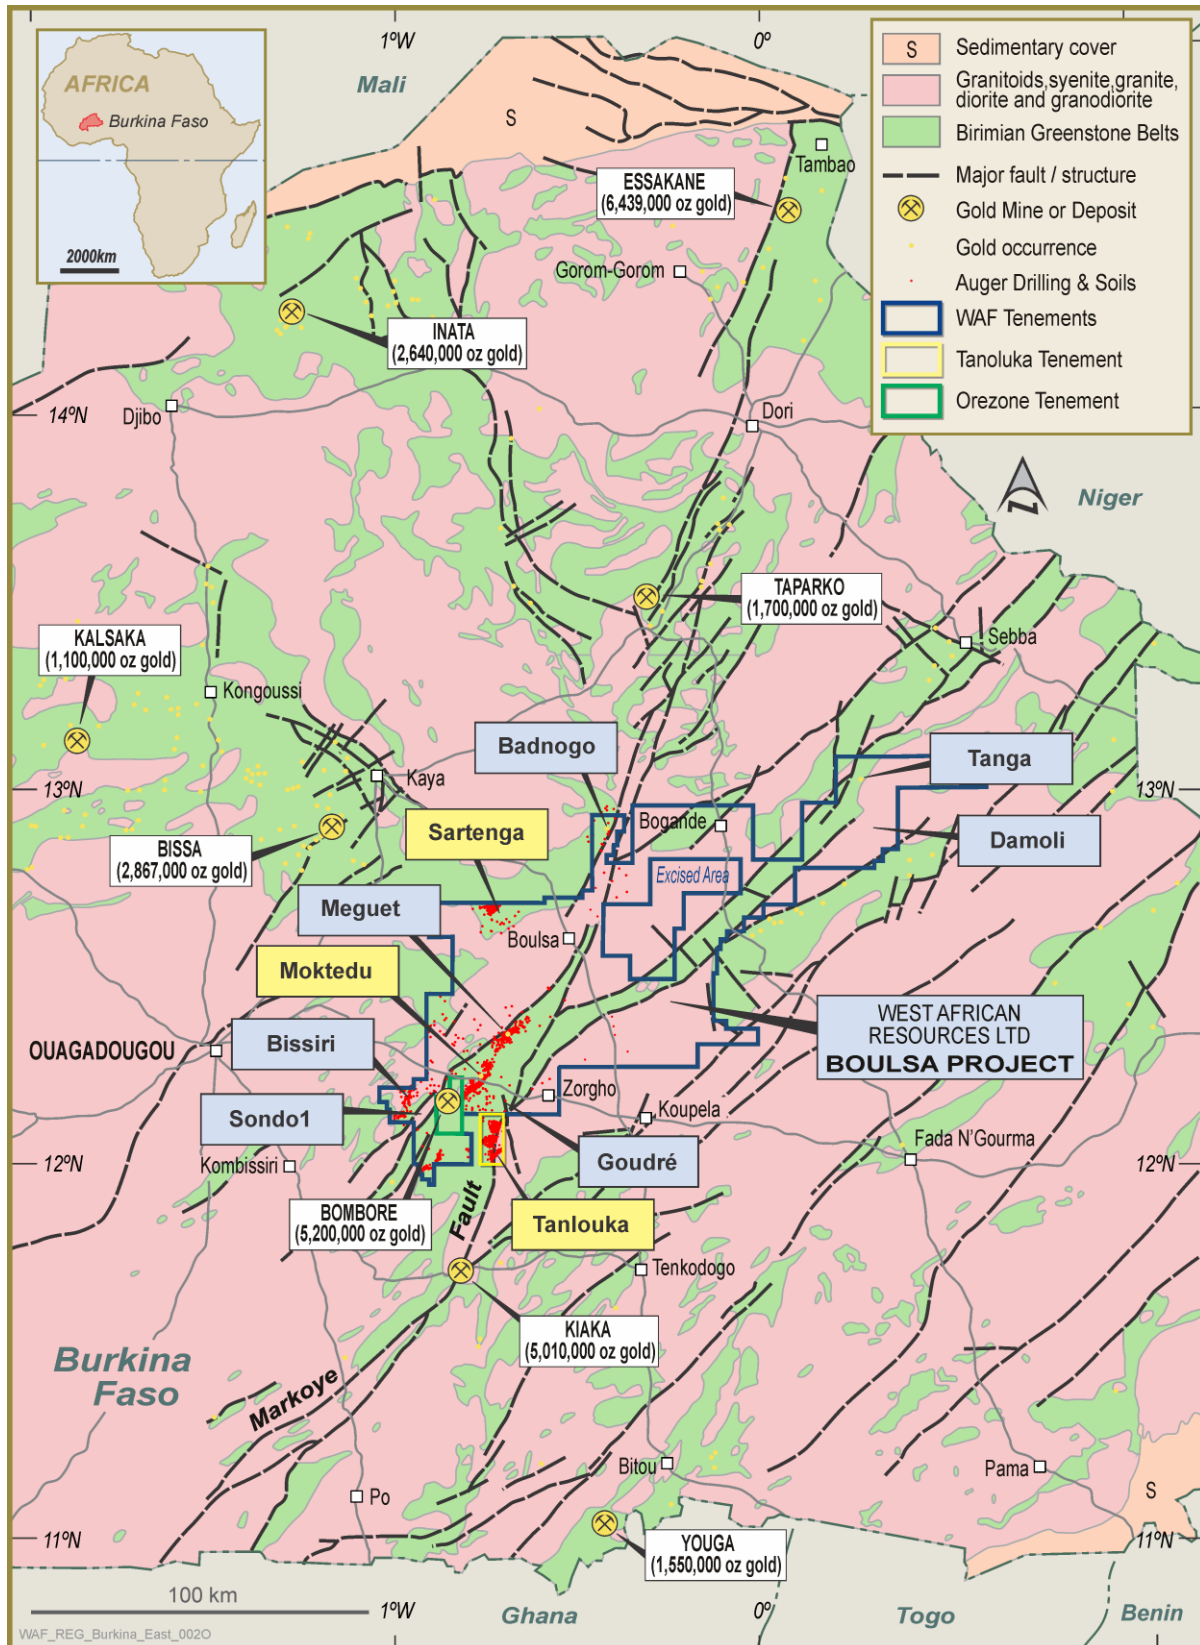 1ºW
0º
AFRICA
Burkina Faso
2000km
Mali
S
S
Sedimentary cover
Granitoids,syenite,granite,
diorite and granodiorite
Birimian Greenstone Belts
Major fault / structure
Gold Mine or Deposit
Gold occurrence
Auger Drilling & Soils
WAF Tenements
Tanoluka Tenement
Orezone Tenement
Tambao
ESSAKANE
(6,439,000 oz gold)
Gorom-Gorom
INATA
(2,640,000 oz gold)
14ºN
Djibo
Dori
Z
Niger
TAPARKO
(1,700,000 oz gold)
Sebba
KALSAKA
(1,100,000 oz gold)
Kongoussi
Badnogo
Tanga
Kaya
13ºN
13ºN
Sartenga
Bogande
Damoli
BISSA
(2,867,000 oz gold)
Excised Area
Meguet
Boulsa
Moktedu
WEST AFRICAN
RESOURCES LTD
BOULSA PROJECT
OUAGADOUGOU
Bissiri
Zorgho
Sondo1
Koupela
Fada N'Gourma
12ºN
Kombissiri
Goudré
12ºN
BOMBORE
(5,200,000 oz gold)
Fault
Tanlouka
Tenkodogo
KIAKA
(5,010,000 oz gold)
Burkina
Faso
Markoye
Bitou
Pama
Po
S
11ºN
YOUGA
(1,550,000 oz gold)
11ºN
100 km
1ºW
Ghana
0º
Togo
Benin
WAF_REG_Burkina_East_002O